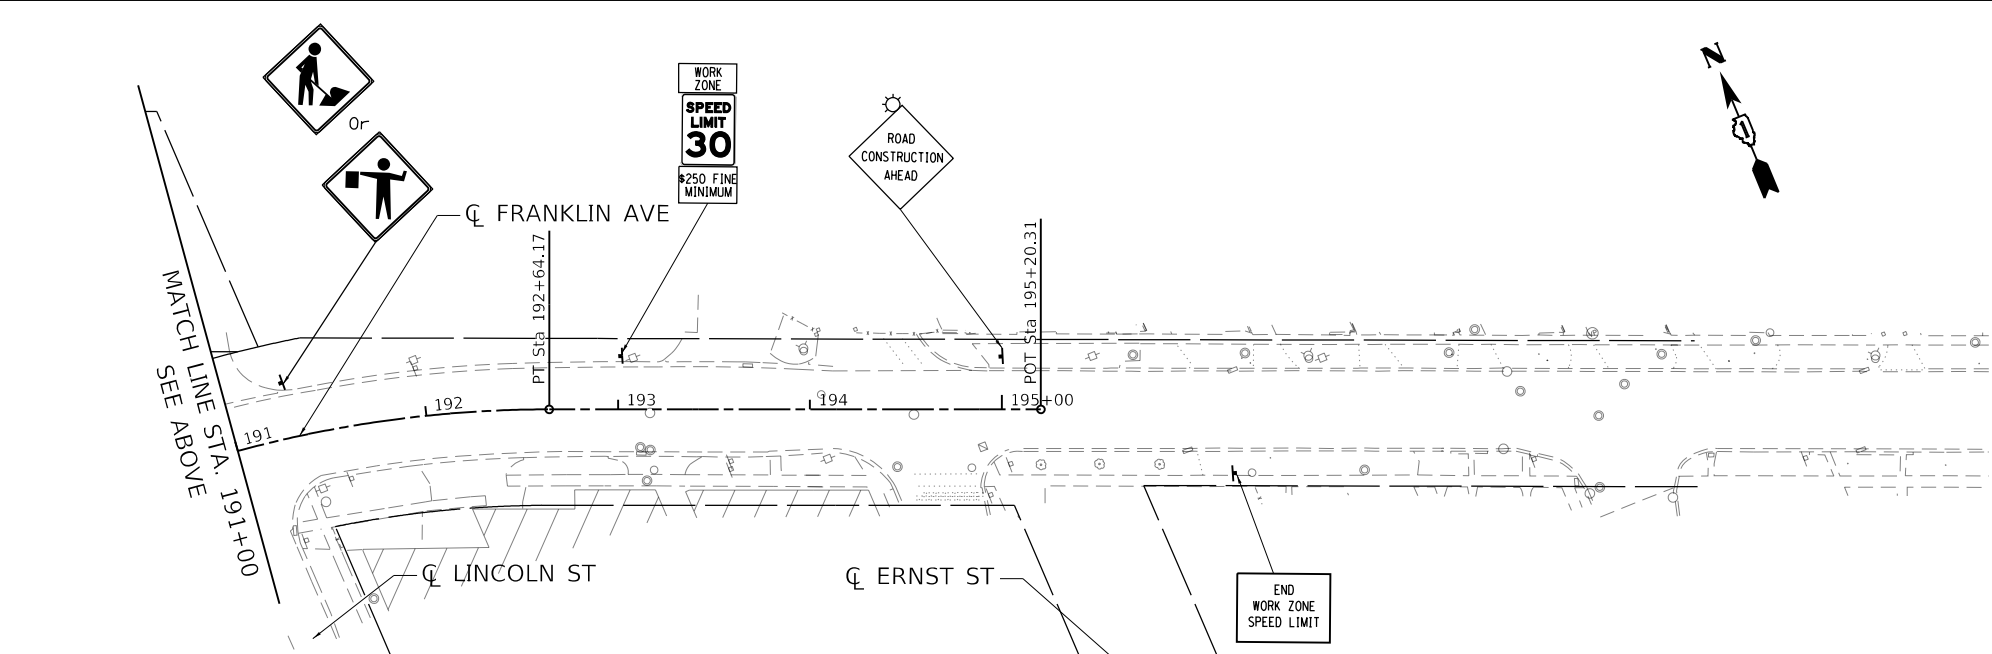 Or
WORK
ZONE
SPEED
LIMIT
30
$250 FINE
MINIMUM
ROAD
CONSTRUCTION
AHEAD
N
℄ FRANKLIN AVE
PT Sta 192+64.17
POT Sta 195+20.31
MATCH LINE STA. 191+00
SEE ABOVE
191
192
193
194
195+00
℄ LINCOLN ST
℄ ERNST ST
END
WORK ZONE
SPEED LIMIT